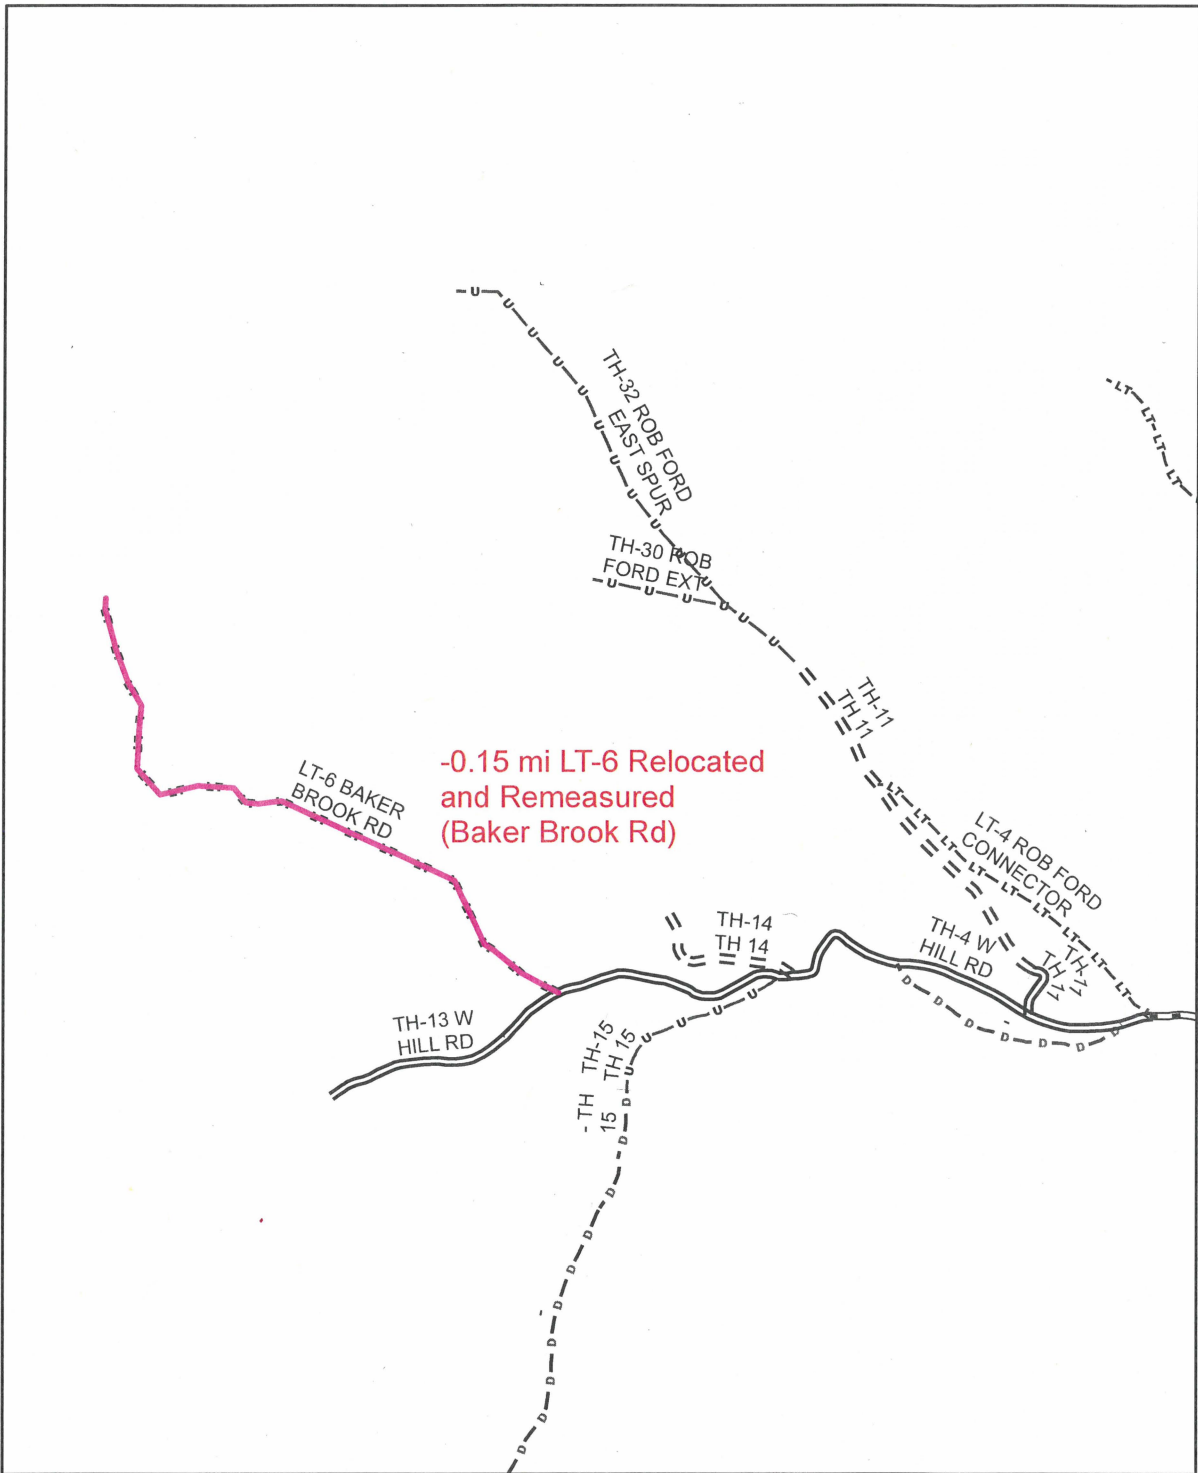 TH-32 ROB FORD
EAST SPUR
TH-30 ROB
FORD EXT
TH-11
TH 11
-0.15 mi LT-6 Relocated
and Remeasured
(Baker Brook Rd)
LT-6 BAKER
BROOK RD
LT-4 ROB FORD
CONNECTOR
TH-14
TH 14
TH-4 W
HILL RD
TH-
11
TH
11
TH-13 W
HILL RD
TH-15
TH 15
- TH
15